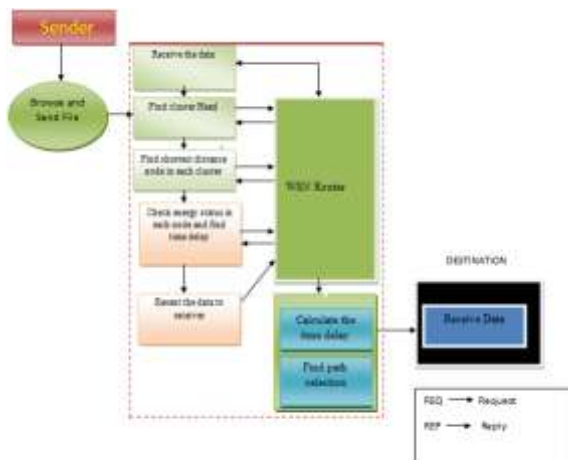 Sender
Browse and
Send File
Receive the data
Find cluster Head
Find shortest distance
node in each cluster
Check energy status in
each node and find
time delay
Resent the data to
receiver
WSN Router
Calculate the
time delay
Find path
selection
DESTINATION
Receive Data
REQ Request
REP Reply